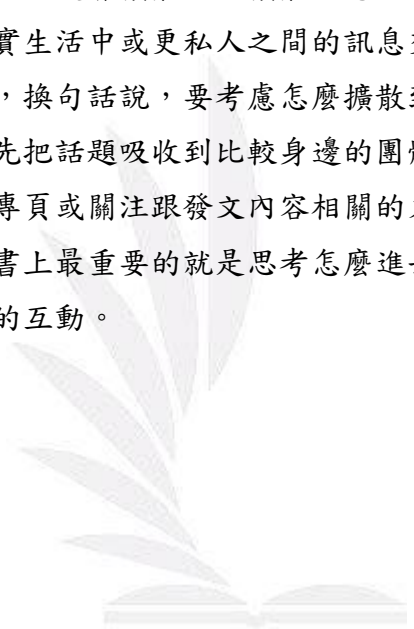 實生活中或更私人之間的訊息
，換句話說，要考慮怎麼擴散
先把話題吸收到比較身邊的團
專頁或關注跟發文內容相關的
書上最重要的就是思考怎麼進
的互動。